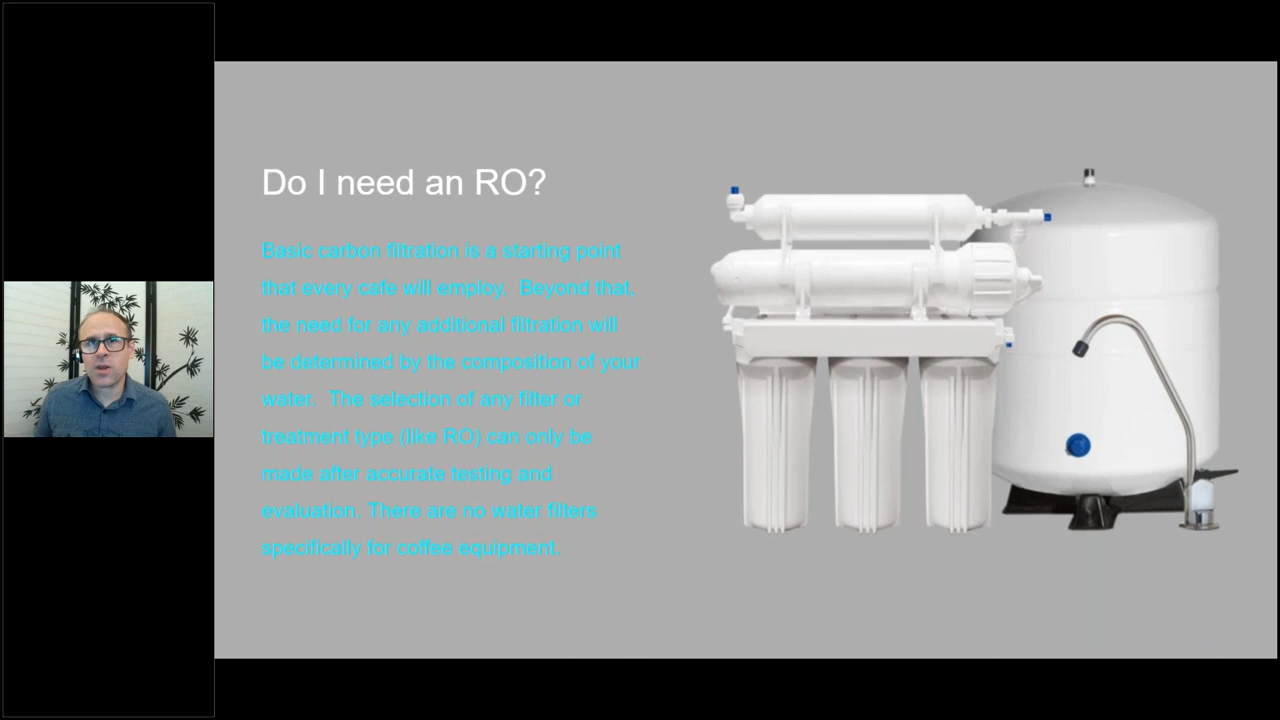 Do I need an RO?
Basic carbon filtration is a starting point
that every cafe will employ.  Beyond that,
the need for any additional filtration will
be determined by the composition of your
water.  The selection of any filter or
treatment type (like RO) can only be
made after accurate testing and
evaluation. There are no water filters
specifically for coffee equipment.